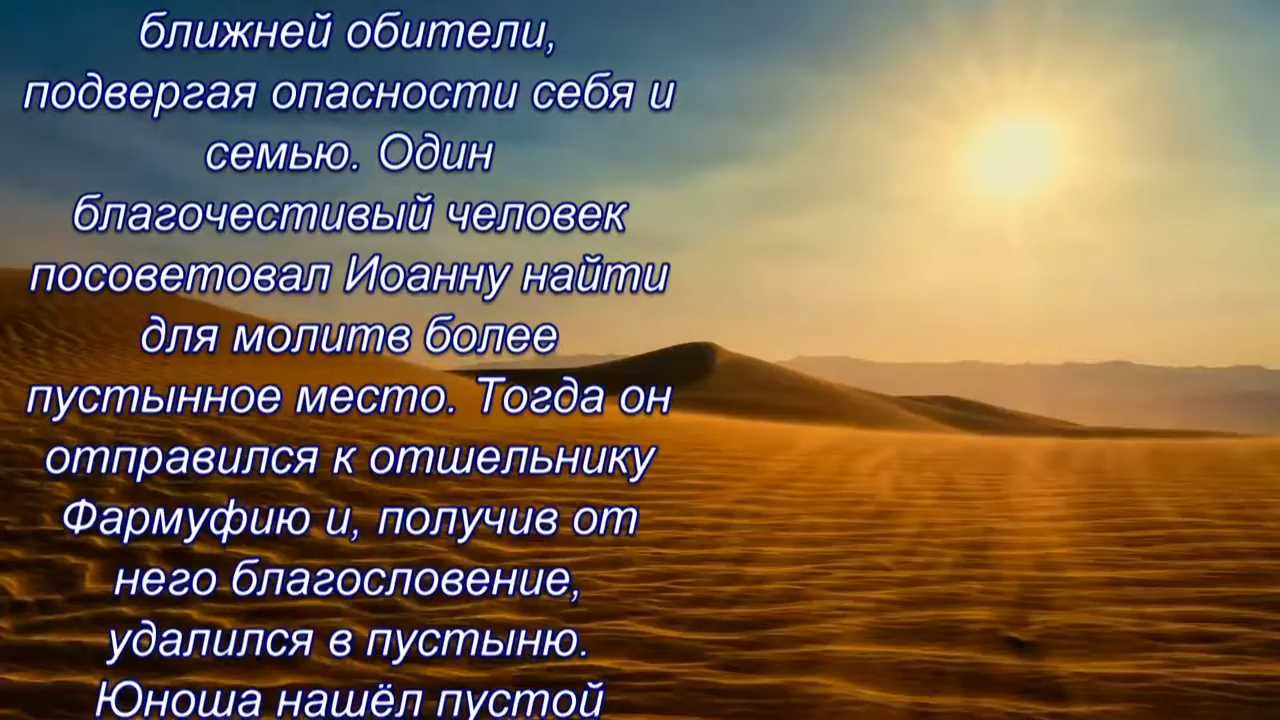 ближней обители,
подвергая опасности себя и
семью. Один
благочестивый человек
посоветовал Иоанну найти
для молитв более
пустынное место. Тогда он
отправился к отшельнику
Фармуфию и, получив от
него благословение,
удалился в пустыню.
Юноша нашёл пустой